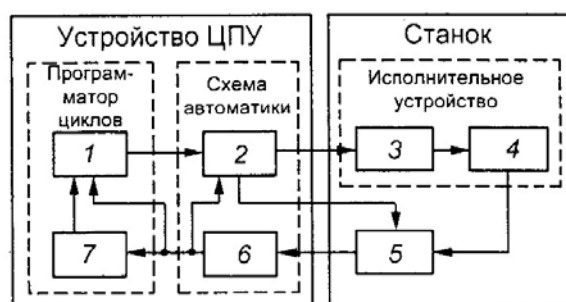 Устройство ЦПУ
Станок
Програм-
матор
циклов
Схема
автоматики
Исполнительное
устройство
1
2
3
4
7
6
5